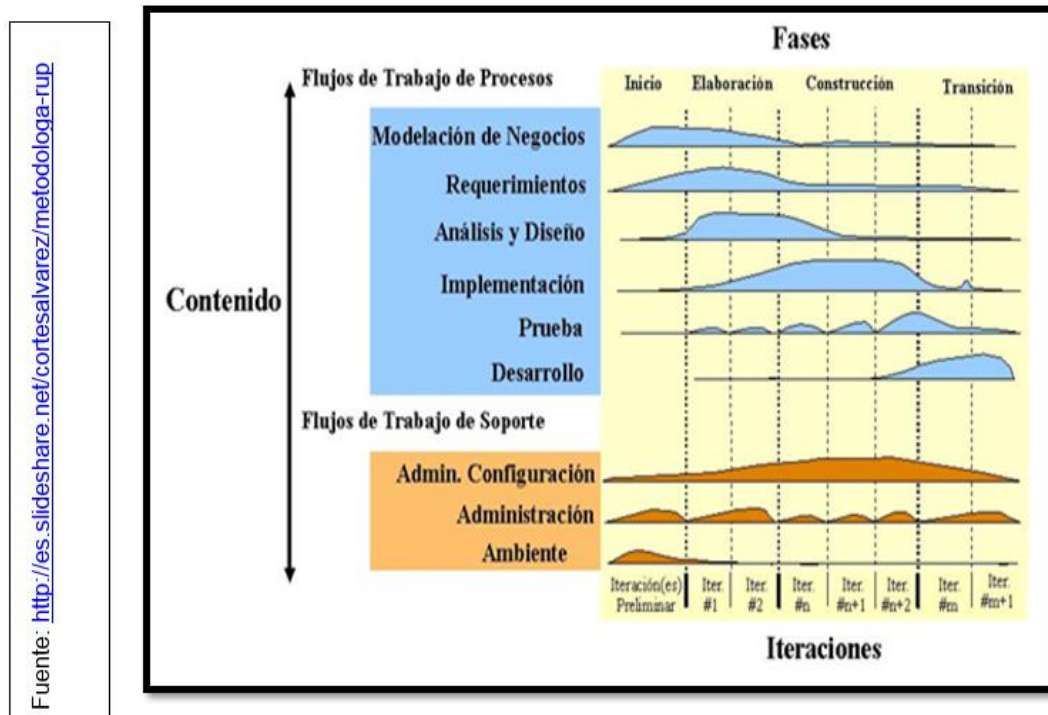 Fuente: http://es.slideshare.net/cortesalvarez/metodologa-rup
Fases
Flujos de Trabajo de Procesos
Inicio Elaboración Construcción Transición
Modelación de Negocios
Requerimientos
Análisis y Diseño
Implementación
Contenido
Prueba
Desarrollo
Flujos de Trabajo de Soporte
Admin. Configuración
Administración
Ambiente
Iteración(es) Iter. Iter. Iter. Iter. Iter. Iter. Iter.
Preliminar #1 #2 #n #n+1 #n+2 #m #m+1
Iteraciones